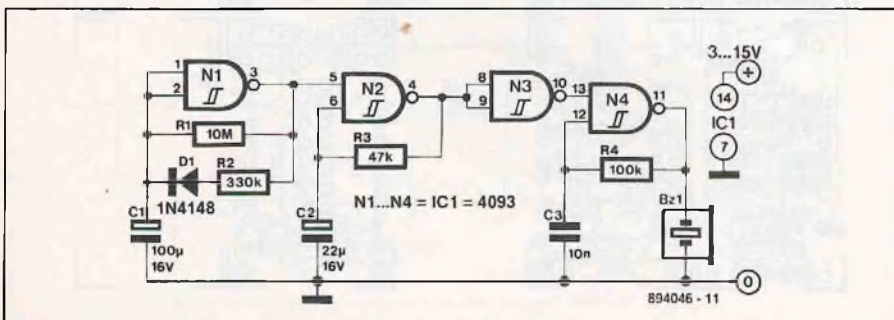 3...15V
1
2
N1
3
5
6
N2
4
8
9
N3
10
13
12
N4
11
14
IC1
7
R1
10M
D1
R2
330k
1N4148
R3
47k
N1...N4 = IC1 = 4093
R4
100k
C1
100µ
16V
C2
22µ
16V
C3
10n
Bz1
0
894046 - 11